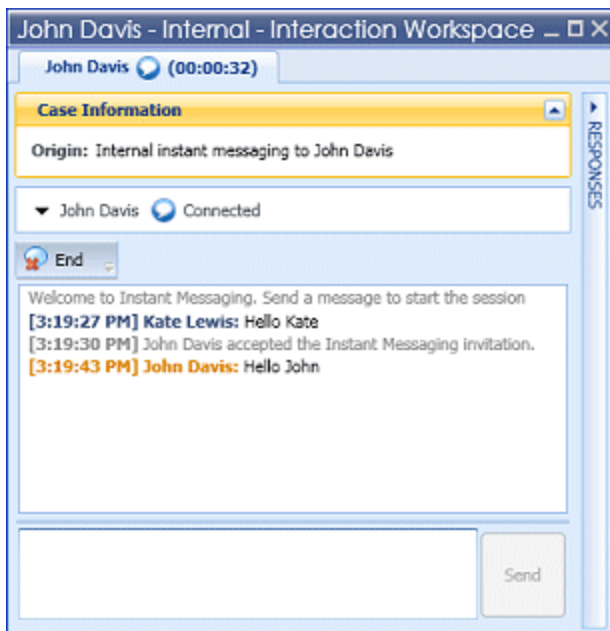 John Davis - Internal - Interaction Workspace
John Davis (00:00:32)
Case Information
Origin: Internal instant messaging to John Davis
RESPONSES
John Davis Connected
End
Welcome to Instant Messaging. Send a message to start the session
[3:19:27 PM] Kate Lewis: Hello Kate
[3:19:30 PM] John Davis accepted the Instant Messaging invitation.
[3:19:43 PM] John Davis: Hello John
Send